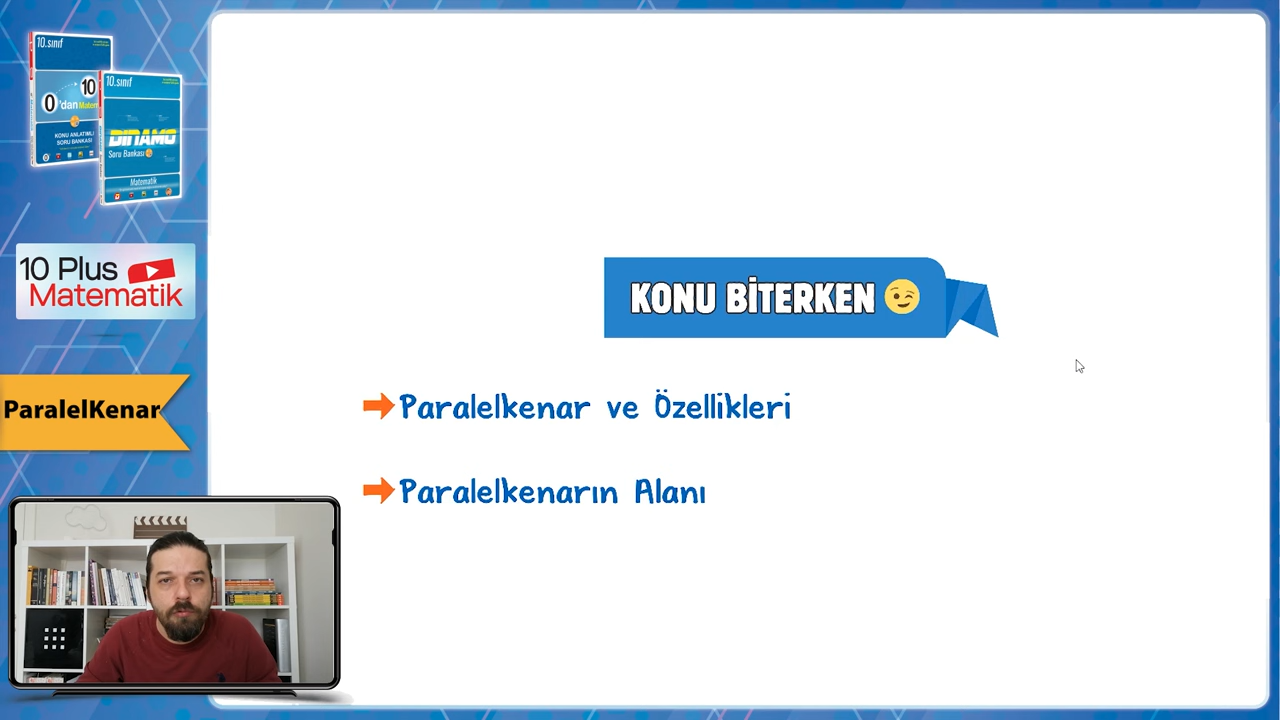 10.sınıf
0'dan 10
Matem
KONU ANLATIMLI
SORU BANKASI
10.sınıf
DİNAMO
Soru Bankası
Matematik
10 Plus
Matematik
ParalelKenar
KONU BİTERKEN 😉
Paralelkenar ve Özellikleri
Paralelkenarın Alanı